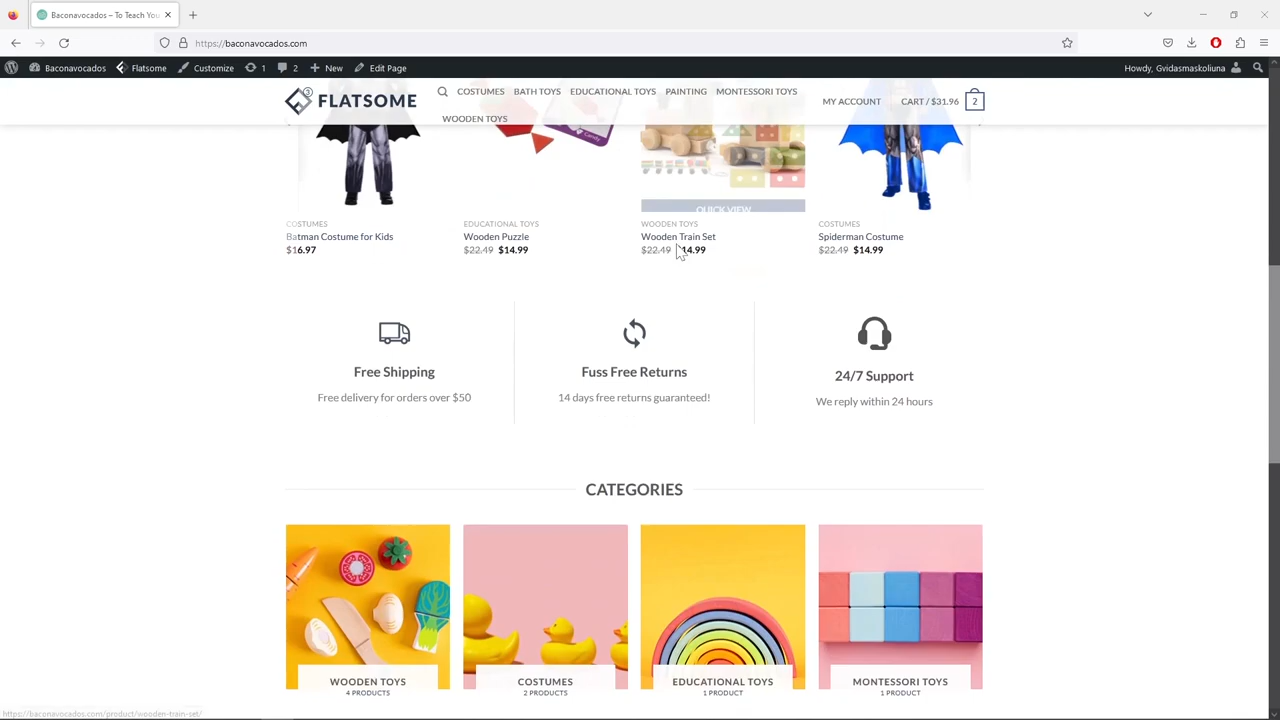 Baconavocados – To Teach You
https://baconavocados.com
Baconavocados
Flatsome
Customize
1
2
New
Edit Page
Howdy, Gvidasmaskoliuna
FLATSOME
3
COSTUMES
BATH TOYS
EDUCATIONAL TOYS
PAINTING
MONTESSORI TOYS
WOODEN TOYS
MY ACCOUNT
CART / $31.96
2
Candy
QUICK VIEW
COSTUMES
Batman Costume for Kids
$16.97
EDUCATIONAL TOYS
Wooden Puzzle
$22.49 $14.99
WOODEN TOYS
Wooden Train Set
$22.49 $14.99
COSTUMES
Spiderman Costume
$22.49 $14.99
Free Shipping
Free delivery for orders over $50
Fuss Free Returns
14 days free returns guaranteed!
24/7 Support
We reply within 24 hours
CATEGORIES
WOODEN TOYS
4 PRODUCTS
COSTUMES
2 PRODUCTS
EDUCATIONAL TOYS
1 PRODUCT
MONTESSORI TOYS
1 PRODUCT
https://baconavocados.com/product/wooden-train-set/